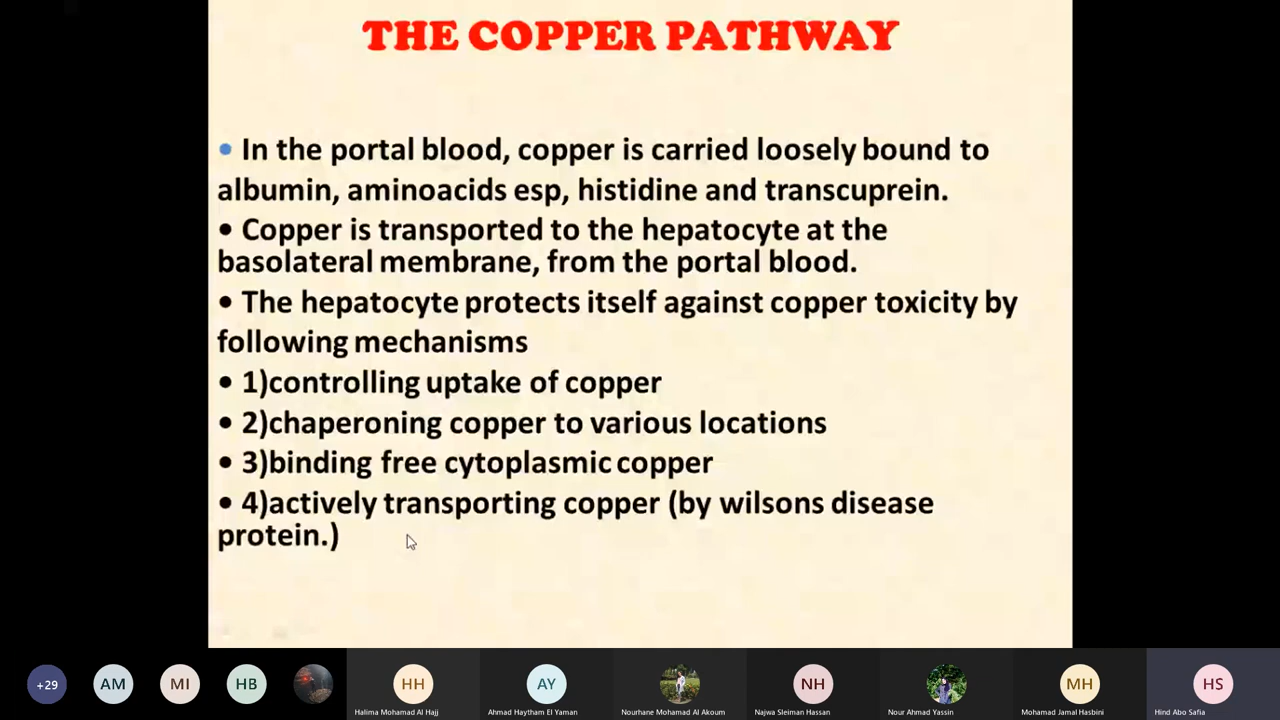 THE COPPER PATHWAY
• In the portal blood, copper is carried loosely bound to
albumin, aminoacids esp, histidine and transcuprein.
• Copper is transported to the hepatocyte at the
basolateral membrane, from the portal blood.
• The hepatocyte protects itself against copper toxicity by
following mechanisms
• 1)controlling uptake of copper
• 2)chaperoning copper to various locations
• 3)binding free cytoplasmic copper
• 4)actively transporting copper (by wilsons disease
protein.)
+29
AM
MI
HB
HH
AY
NH
MH
HS
Halima Mohamad Al Hajj
Ahmad Haytham El Yaman
Nourhane Mohamad Al Akoum
Najwa Sleiman Hassan
Nour Ahmad Yassin
Mohamad Jamal Hasbini
Hind Abo Safia